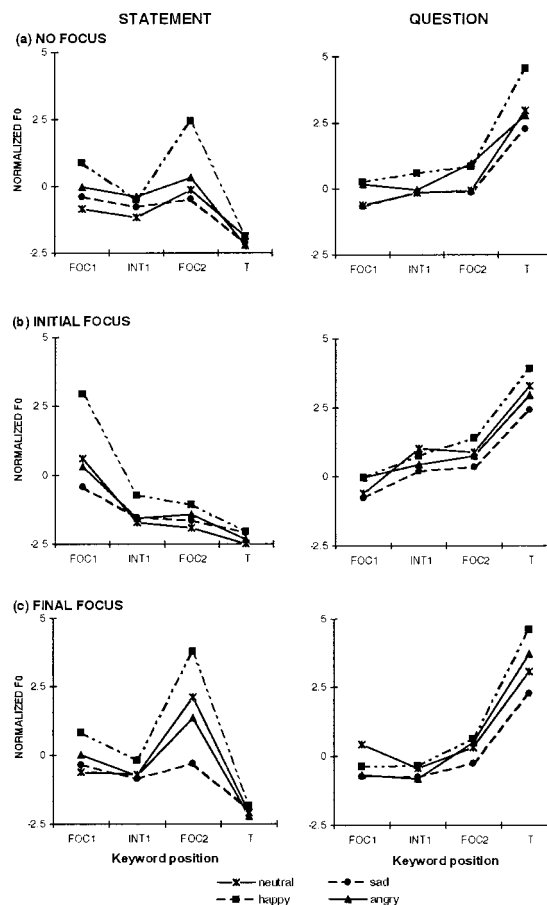 STATEMENT QUESTION
(a) NO FOCUS
5 5
NORMALIZED F0
2.5 2.5
0 0
-2.5 -2 5
FOC1 INT1 FOC2 T FOC1 INT1 FOC2 T
(b) INITIAL FOCUS
5 5
NORMALIZED F0
2.5 2.5
0 0
-2.5 -2.5
FOC1 INT1 FOC2 T FOC1 INT1 FOC2 T
(c) FINAL FOCUS
5 5
NORMALIZED F0
2.5 2.5
0 0
-2.5 -2.5
FOC1 INT1 FOC2 T FOC1 INT1 FOC2 T
Keyword position Keyword position
neutral sad
happy angry